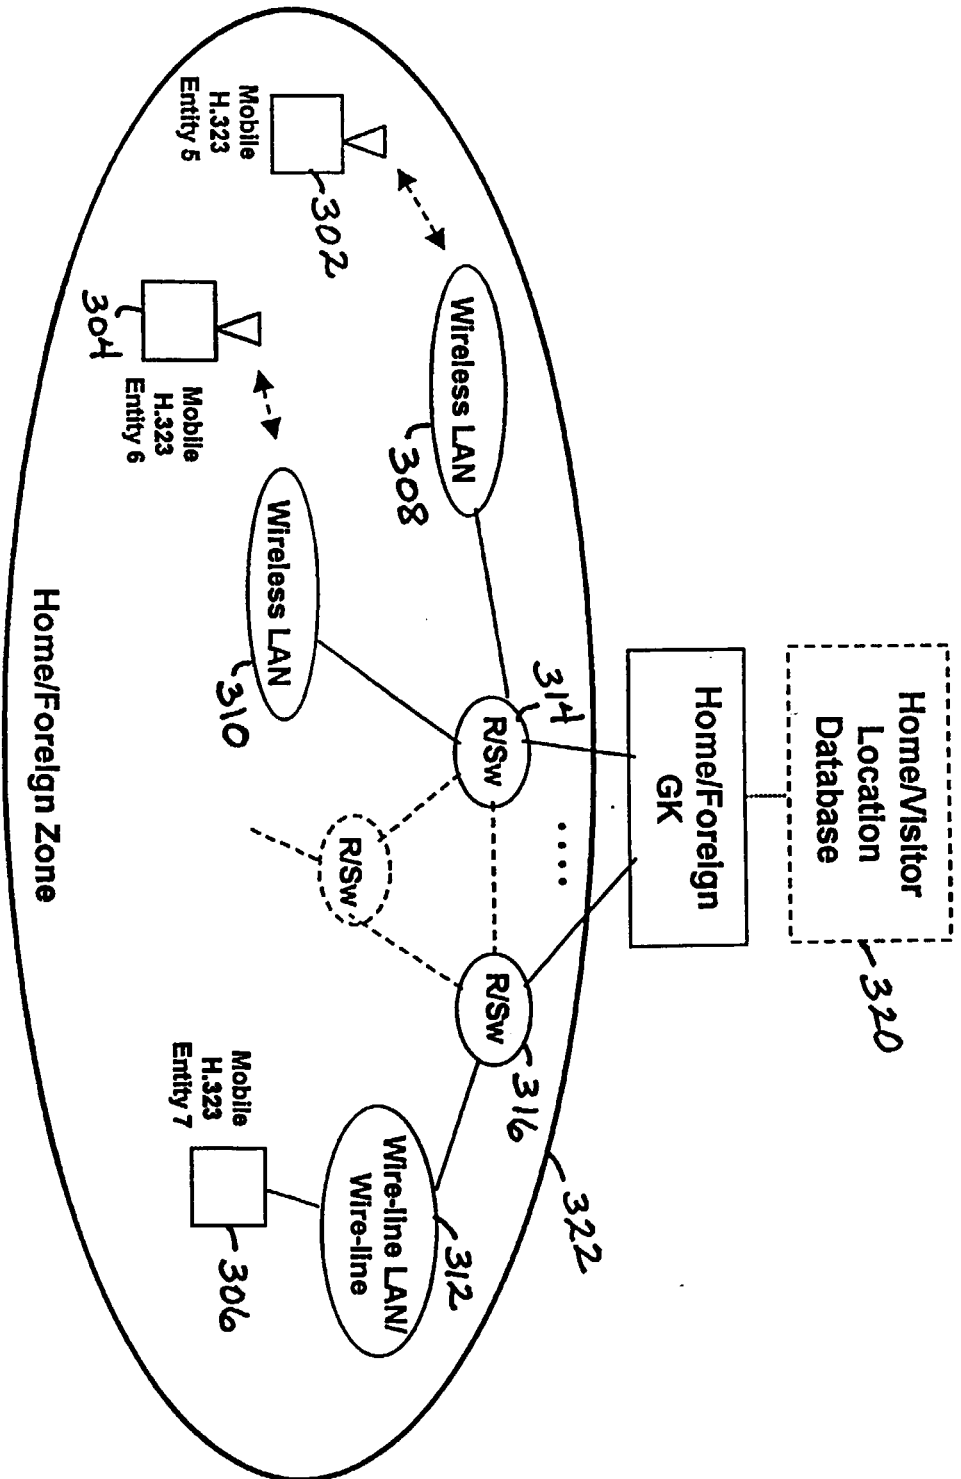 Home/Visitor
Location
Database
320
Home/Foreign
GK
....
322
314
R/Sw
R/Sw
316
R/Sw
Wireless LAN
308
Wireless LAN
310
Wire-line LAN/
Wire-line
312
302
Mobile
H.323
Entity 5
304
Mobile
H.323
Entity 6
306
Mobile
H.323
Entity 7
Home/Foreign Zone